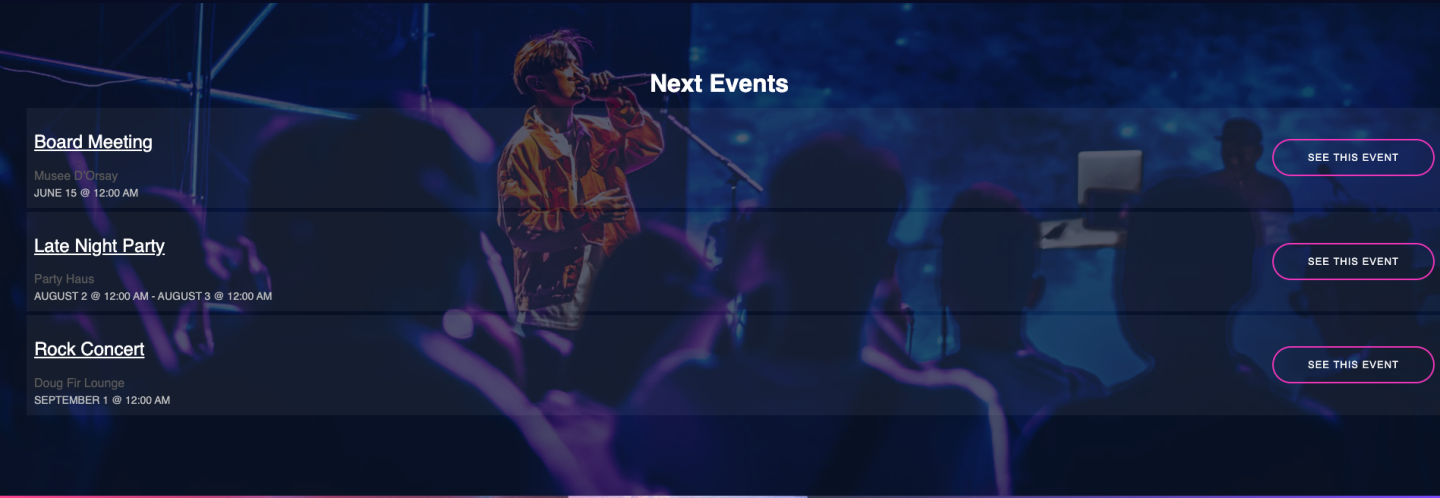 Next Events
Board Meeting
Musee D'Orsay
JUNE 15 @ 12:00 AM
SEE THIS EVENT
Late Night Party
Party Haus
AUGUST 2 @ 12:00 AM - AUGUST 3 @ 12:00 AM
SEE THIS EVENT
Rock Concert
Doug Fir Lounge
SEPTEMBER 1 @ 12:00 AM
SEE THIS EVENT